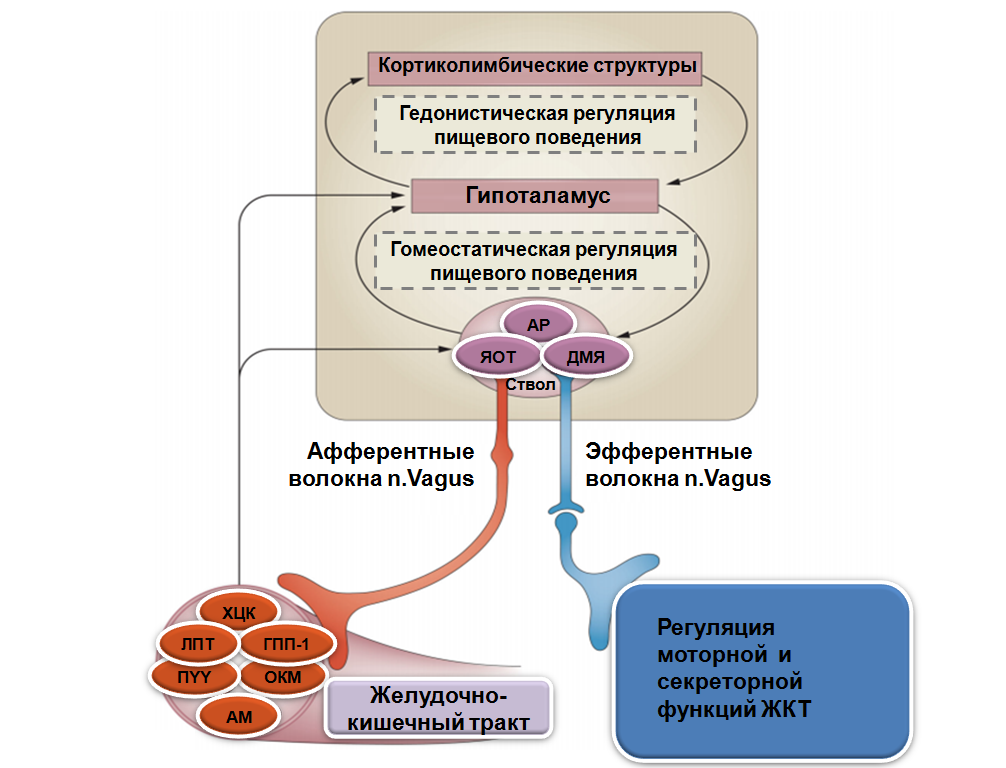 Кортиколимбические структуры
Гедонистическая регуляция
пищевого поведения
Гипоталамус
Гомеостатическая регуляция
пищевого поведения
АР
ЯОТ
ДМЯ
Ствол
Афферентные
волокна n.Vagus
Эфферентные
волокна n.Vagus
ХЦК
ЛПТ
ГПП-1
ПYY
ОКМ
АМ
Желудочно-
кишечный тракт
Регуляция
моторной и
секреторной
функций ЖКТ